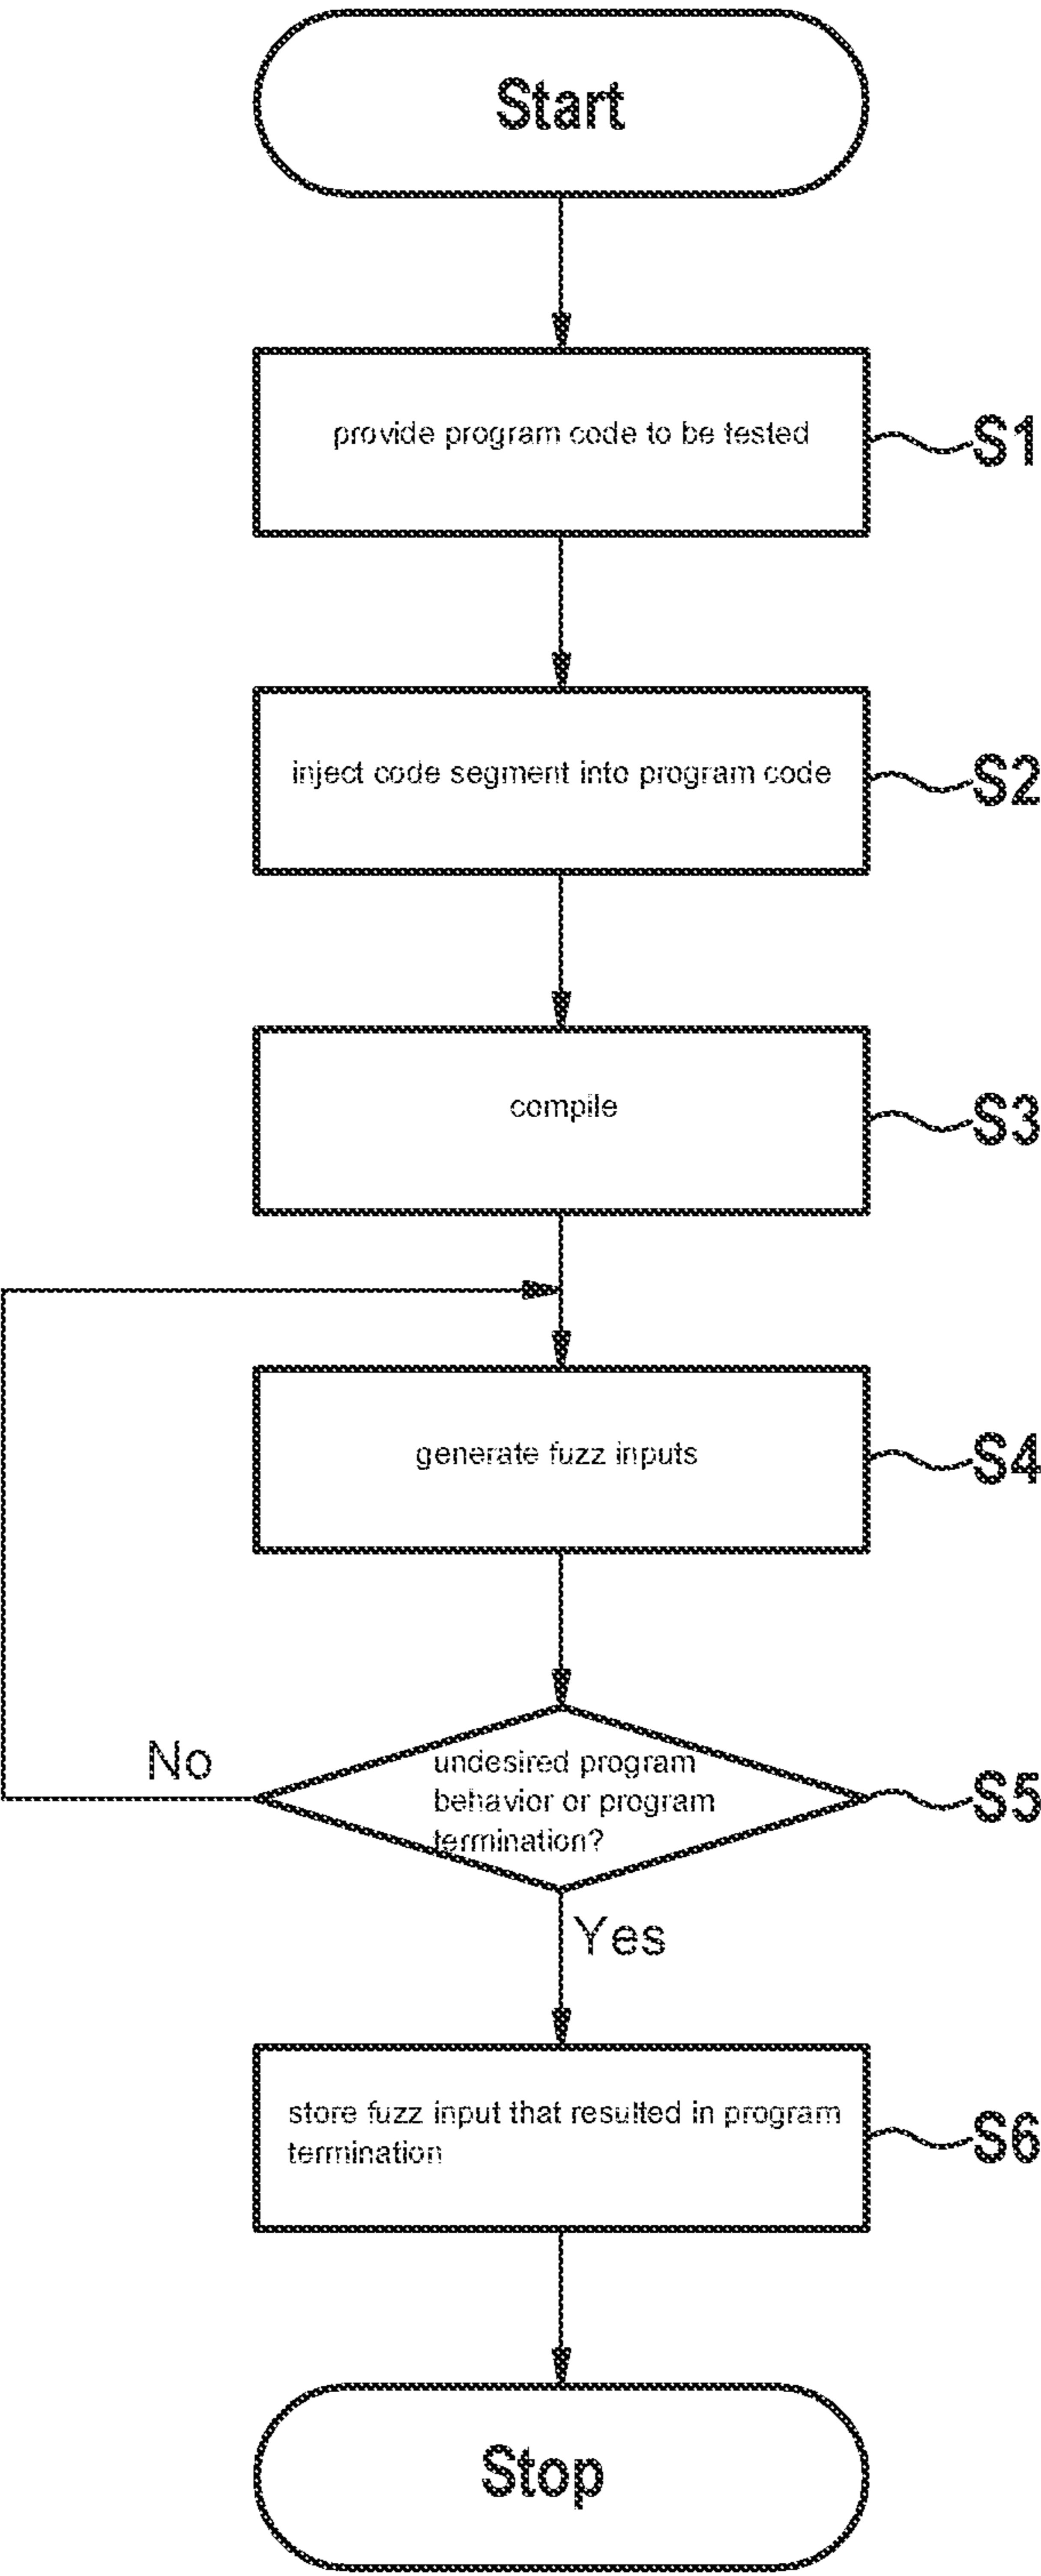 Start
provide program code to be tested
S1
inject code segment into program code
S2
compile
S3
generate fuzz inputs
S4
No
undesired program
behavior or program
termination?
S5
Yes
store fuzz input that resulted in program
termination
S6
Stop